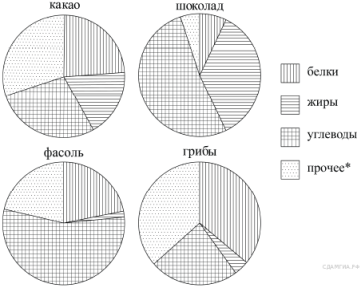 какао
шоколад
фасоль
грибы
белки
жиры
углеводы
прочее*
СДАМГИА.РФ